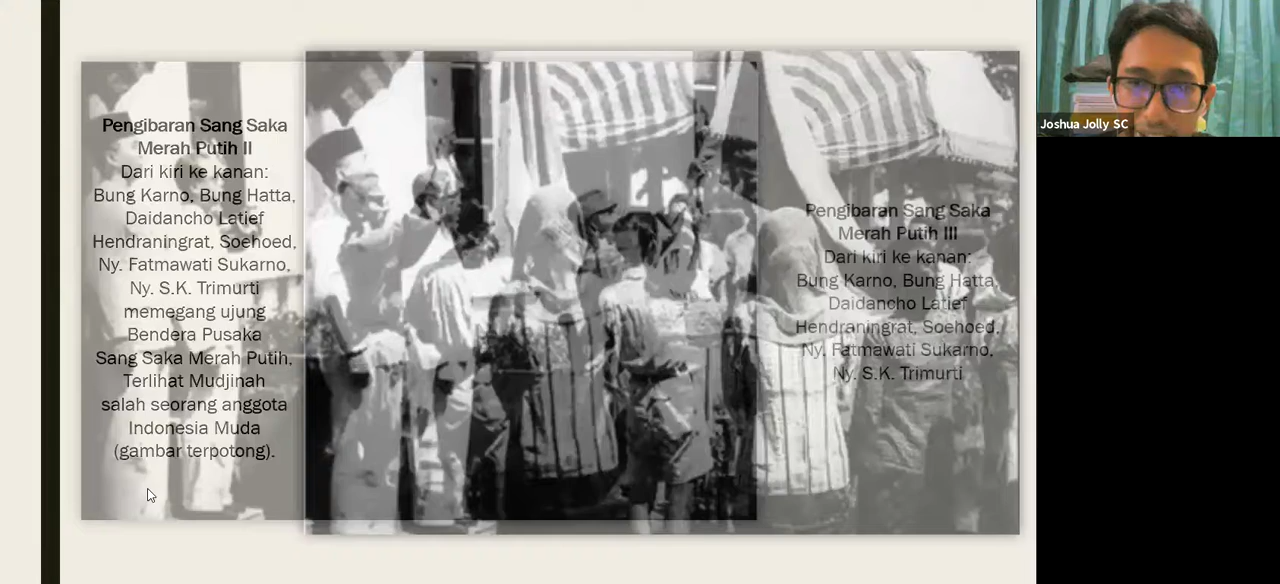 Pengibaran Sang Saka
Merah Putih II
Dari kiri ke kanan:
Bung Karno, Bung Hatta,
Daidancho Latief
Hendraningrat, Soehoed,
Ny. Fatmawati Sukarno,
Ny. S.K. Trimurti
memegang ujung
Bendera Pusaka
Sang Saka Merah Putih,
Terlihat Mudjinah
salah seorang anggota
Indonesia Muda
(gambar terpotong).
Pengibaran Sang Saka
Merah Putih III
Dari kiri ke kanan:
Bung Karno, Bung Hatta,
Daidancho Latief
Hendraningrat, Soehoed,
Ny. Fatmawati Sukarno,
Ny. S.K. Trimurti
Joshua Jolly SC